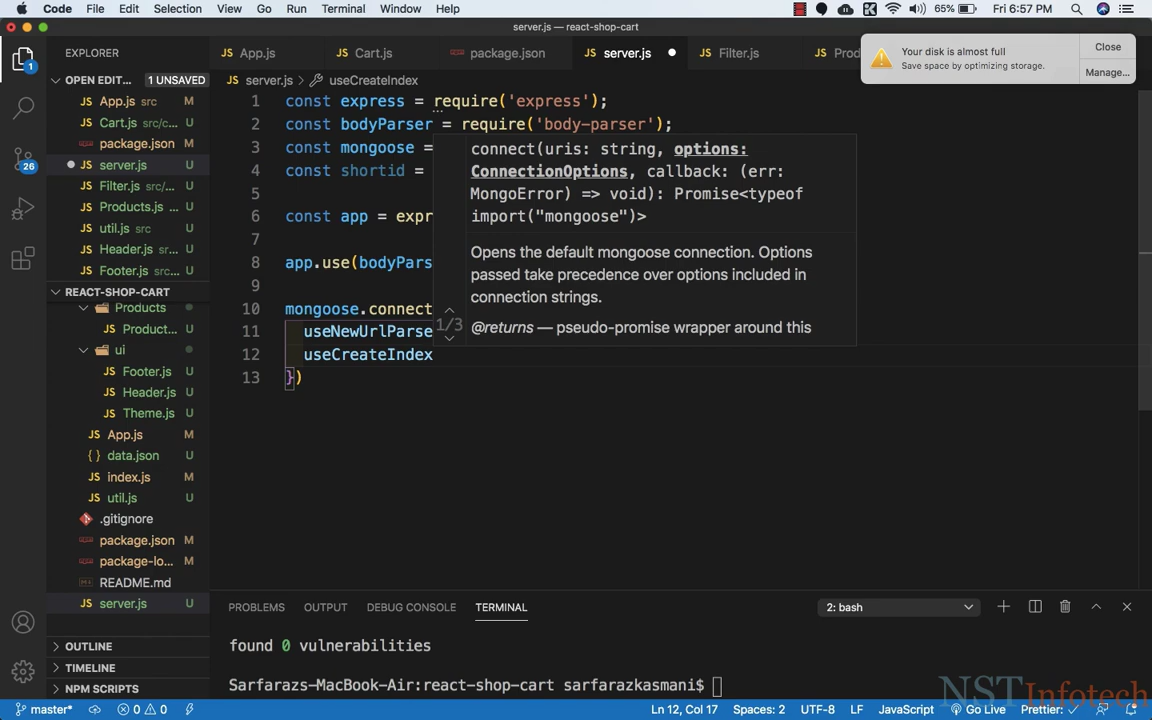 Code File Edit Selection View Go Run Terminal Window Help 65% Fri 6:57 PM
server.js — react-shop-cart
EXPLORER
App.js
Cart.js
package.json
server.js
Filter.js
Prod
Your disk is almost full
Save space by optimizing storage.
Close
Manage...
OPEN EDIT... 1 UNSAVED
JS App.js src M
JS Cart.js src/c... U
package.json M
JS server.js U
JS Filter.js src/... U
JS Products.js ... U
JS util.js src U
JS Header.js sr... U
JS Footer.js sr... U
REACT-SHOP-CART
Products
JS Product... U
ui
JS Footer.js U
JS Header.js U
JS Theme.js U
JS App.js M
{ } data.json U
JS index.js M
JS util.js U
.gitignore
package.json M
package-lo... M
README.md
JS server.js U
OUTLINE
TIMELINE
NPM SCRIPTS
1
26
JS server.js > useCreateIndex
1 const express = require('express');
2 const bodyParser = require('body-parser');
3 const mongoose =
4 const shortid =
5
6 const app = expr
7
8 app.use(bodyPars
9
10 mongoose.connect
11 useNewUrlParse
12 useCreateIndex
13 })
connect(uris: string, options:
ConnectionOptions, callback: (err:
MongoError) => void): Promise<typeof
import("mongoose")>
Opens the default mongoose connection. Options
passed take precedence over options included in
connection strings.
1/3
@returns — pseudo-promise wrapper around this
PROBLEMS OUTPUT DEBUG CONSOLE TERMINAL 2: bash
found 0 vulnerabilities
Sarfarazs-MacBook-Air:react-shop-cart sarfarazkasmani$
master* 0 0 Ln 12, Col 17 Spaces: 2 UTF-8 LF JavaScript Go Live Prettier: ✓
NSTInfotech